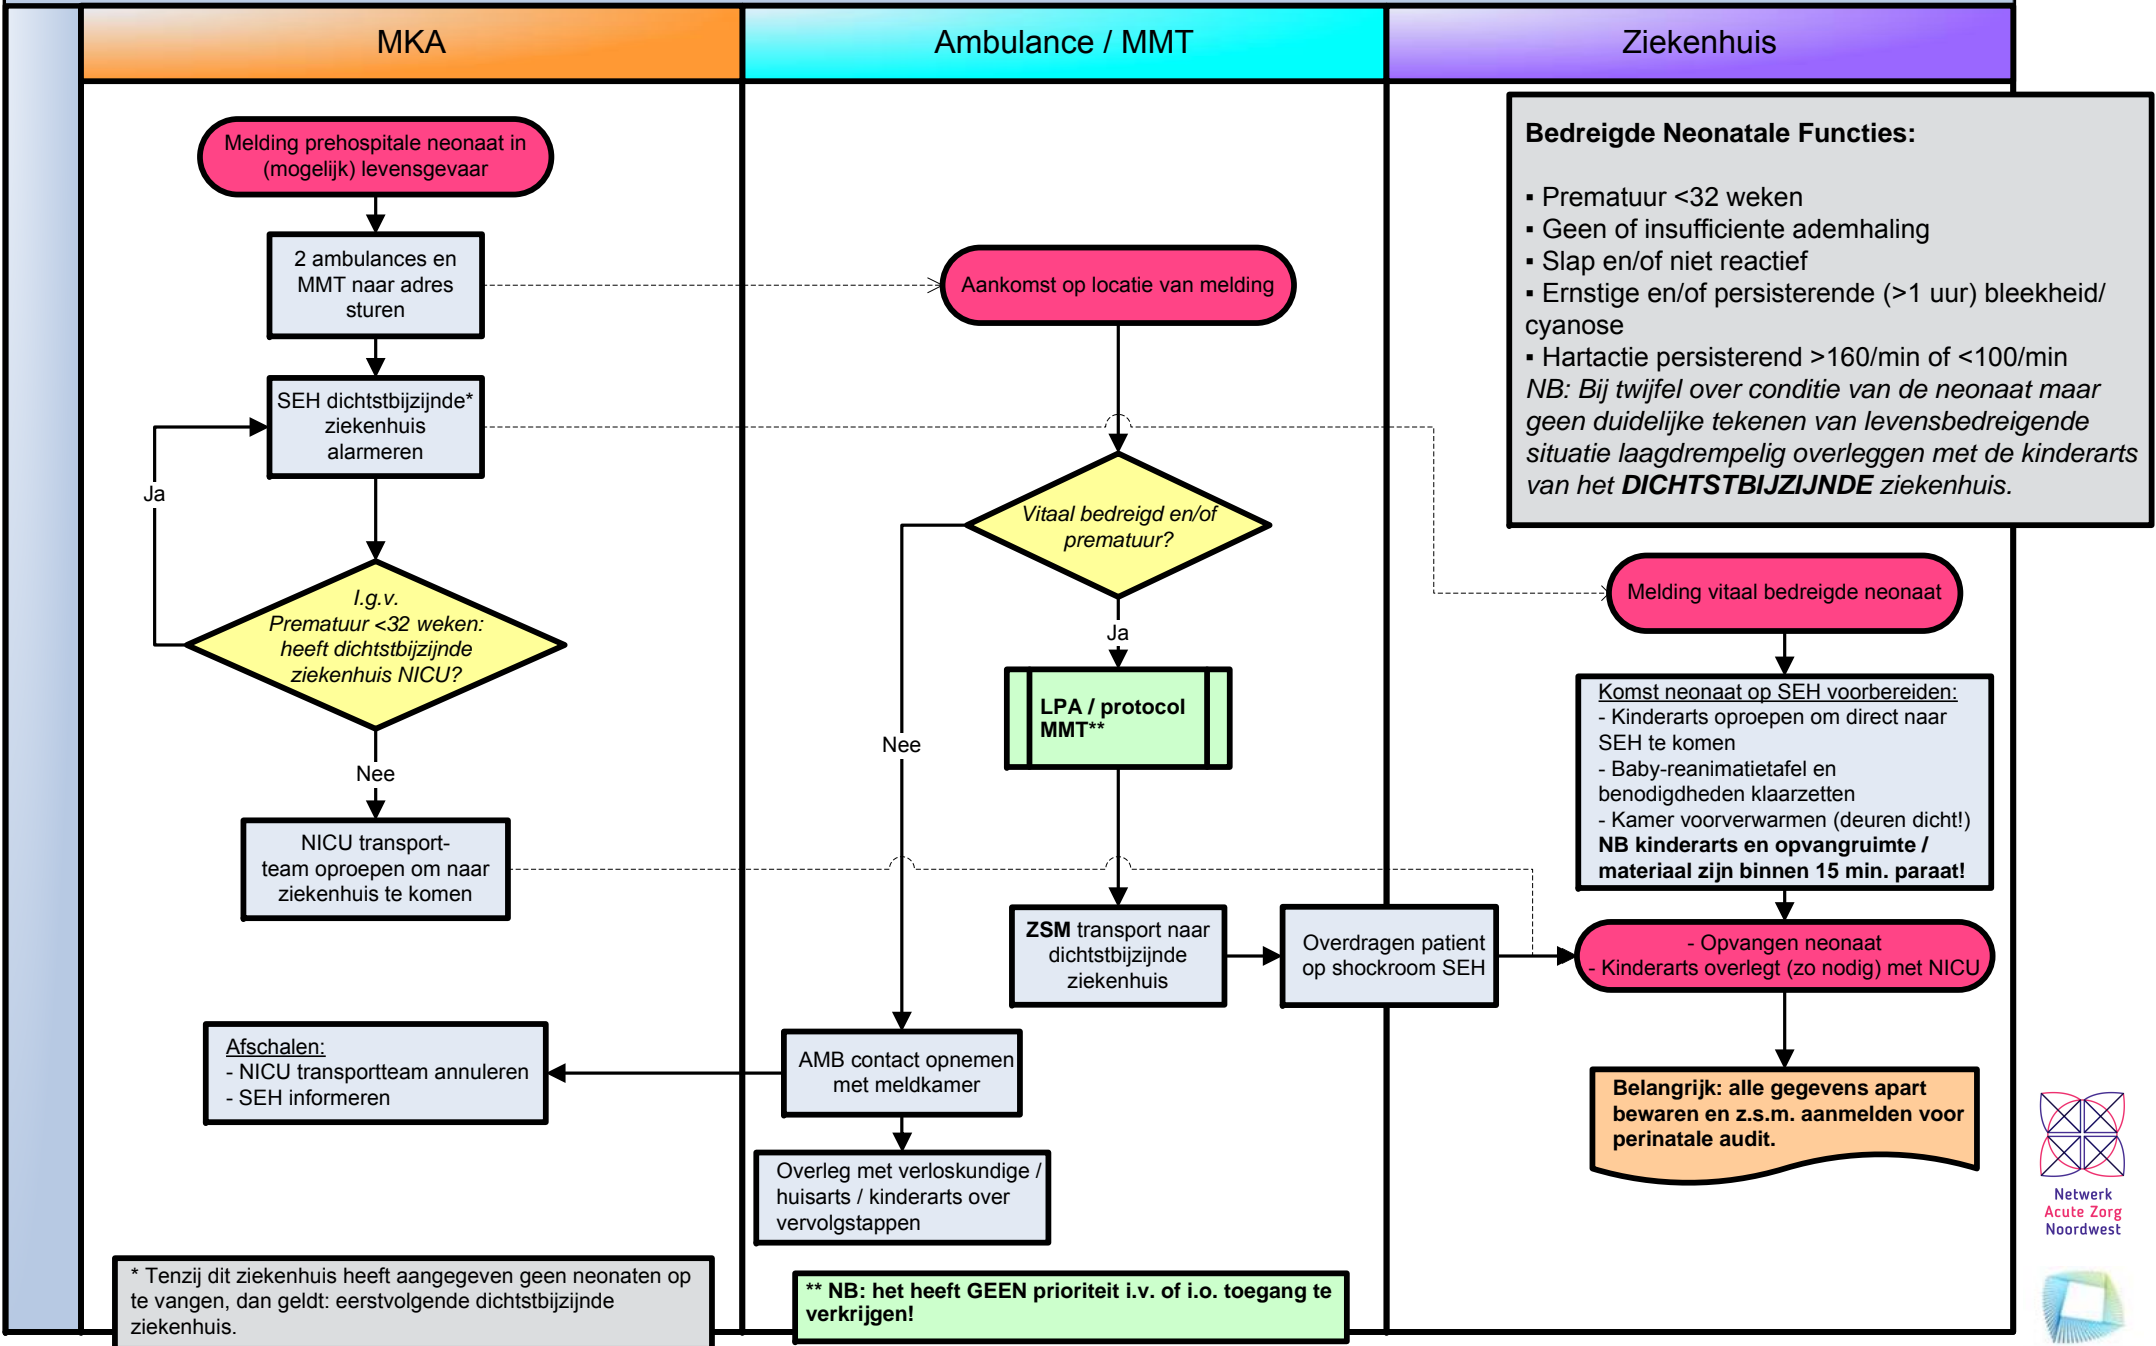 MKA
Ambulance / MMT
Ziekenhuis
Melding prehospitale neonaat in
(mogelijk) levensgevaar
2 ambulances en
MMT naar adres
sturen
SEH dichtstbijzijnde*
ziekenhuis
alarmeren
Ja
I.g.v.
Prematuur <32 weken:
heeft dichtstbijzijnde
ziekenhuis NICU?
Nee
NICU transport-
team oproepen om naar
ziekenhuis te komen
Afschalen:
- NICU transportteam annuleren
- SEH informeren
* Tenzij dit ziekenhuis heeft aangegeven geen neonaten op
te vangen, dan geldt: eerstvolgende dichtstbijzijnde
ziekenhuis.
Aankomst op locatie van melding
Vitaal bedreigd en/of
prematuur?
Ja
LPA / protocol
MMT**
Nee
ZSM transport naar
dichtstbijzijnde
ziekenhuis
Overdragen patient
op shockroom SEH
AMB contact opnemen
met meldkamer
Overleg met verloskundige /
huisarts / kinderarts over
vervolgstappen
** NB: het heeft GEEN prioriteit i.v. of i.o. toegang te
verkrijgen!
Bedreigde Neonatale Functies:
▪ Prematuur <32 weken
▪ Geen of insufficiente ademhaling
▪ Slap en/of niet reactief
▪ Ernstige en/of persisterende (>1 uur) bleekheid/
cyanose
▪ Hartactie persisterend >160/min of <100/min
NB: Bij twijfel over conditie van de neonaat maar
geen duidelijke tekenen van levensbedreigende
situatie laagdrempelig overleggen met de kinderarts
van het DICHTSTBIJZIJNDE ziekenhuis.
Melding vitaal bedreigde neonaat
Komst neonaat op SEH voorbereiden:
- Kinderarts oproepen om direct naar
SEH te komen
- Baby-reanimatietafel en
benodigdheden klaarzetten
- Kamer voorverwarmen (deuren dicht!)
NB kinderarts en opvangruimte /
materiaal zijn binnen 15 min. paraat!
- Opvangen neonaat
- Kinderarts overlegt (zo nodig) met NICU
Belangrijk: alle gegevens apart
bewaren en z.s.m. aanmelden voor
perinatale audit.
Netwerk
Acute Zorg
Noordwest